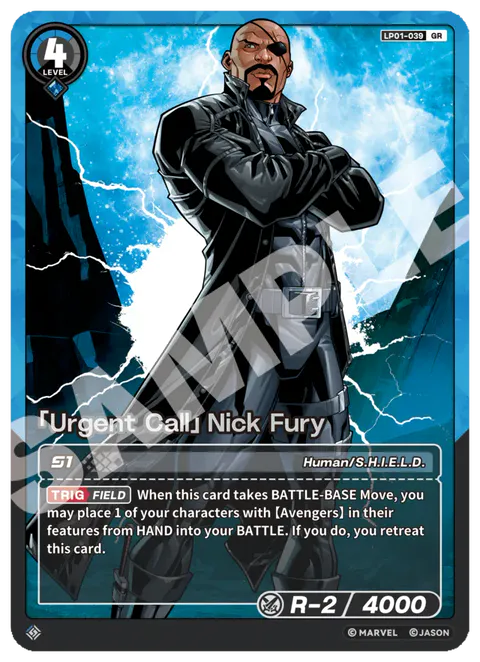 LP01-039 GR
4
LEVEL
SAMPLE
「Urgent Call」 Nick Fury
S1
Human/S.H.I.E.L.D.
TRIG FIELD When this card takes BATTLE-BASE Move, you
may place 1 of your characters with 【Avengers】 in their
features from HAND into your BATTLE. If you do, you retreat
this card.
R-2 / 4000
©MARVEL ©JASON